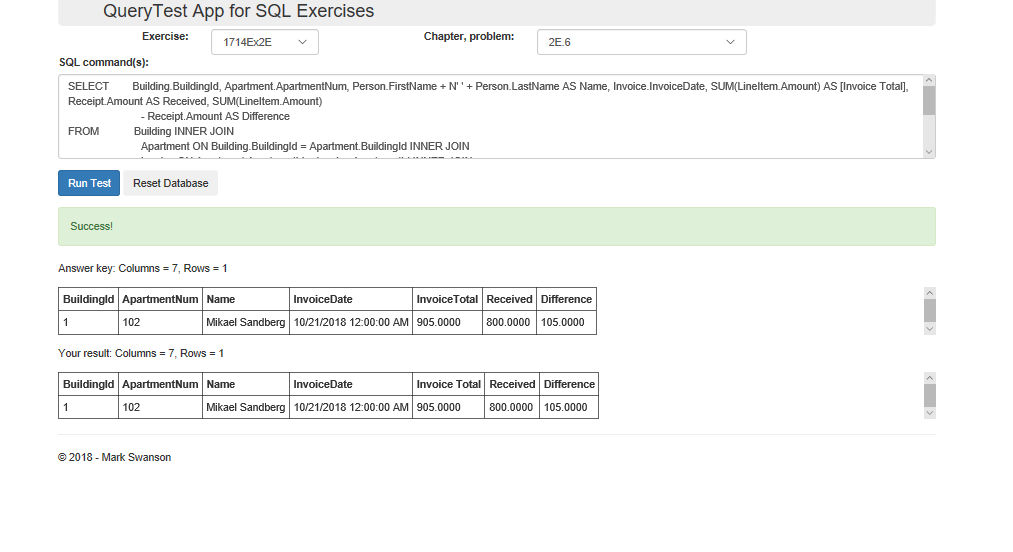 QueryTest App for SQL Exercises
Exercise: 1714Ex2E Chapter, problem: 2E.6
SQL command(s):
SELECT Building.BuildingId, Apartment.ApartmentNum, Person.FirstName + N' ' + Person.LastName AS Name, Invoice.InvoiceDate, SUM(LineItem.Amount) AS [Invoice Total],
Receipt.Amount AS Received, SUM(LineItem.Amount)
- Receipt.Amount AS Difference
FROM Building INNER JOIN
Apartment ON Building.BuildingId = Apartment.BuildingId INNER JOIN
Run Test Reset Database
Success!
Answer key: Columns = 7, Rows = 1
BuildingId ApartmentNum Name InvoiceDate InvoiceTotal Received Difference
1 102 Mikael Sandberg 10/21/2018 12:00:00 AM 905.0000 800.0000 105.0000
Your result: Columns = 7, Rows = 1
BuildingId ApartmentNum Name InvoiceDate Invoice Total Received Difference
1 102 Mikael Sandberg 10/21/2018 12:00:00 AM 905.0000 800.0000 105.0000
© 2018 - Mark Swanson